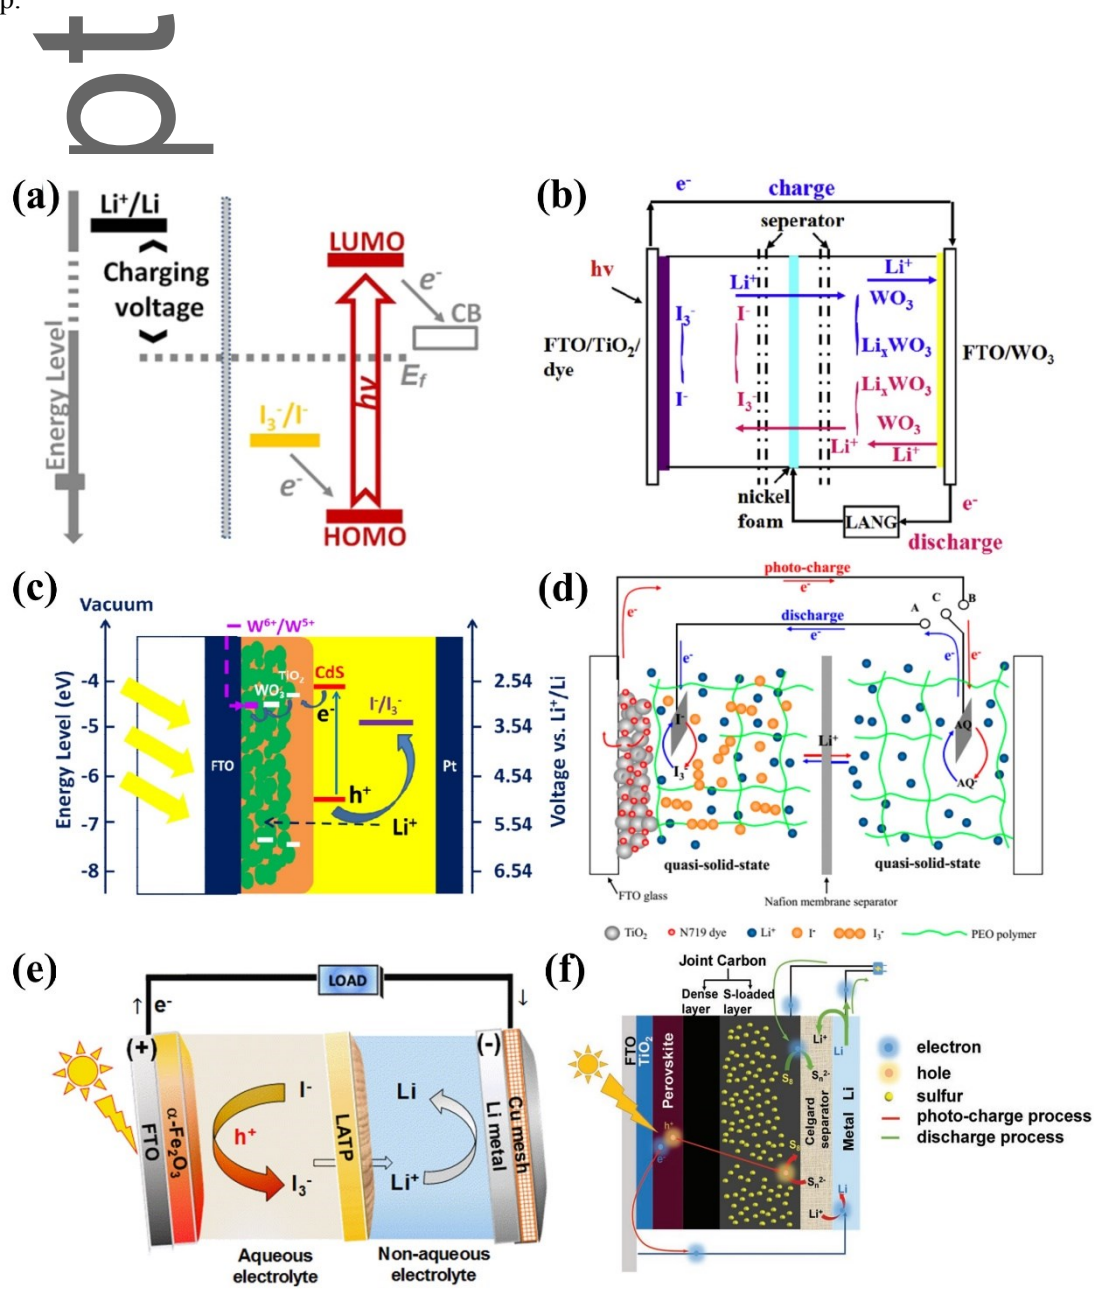 p.
pt
(a)
Li⁺/Li
Charging
voltage
Energy Level
LUMO
e⁻
CB
E_f
hν
I₃⁻/I⁻
e⁻
HOMO
(b)
e⁻
charge
seperator
hν
Li⁺
Li⁺
WO₃
I₃⁻
I⁻
FTO/TiO₂/
dye
LiₓWO₃
FTO/WO₃
I⁻
I₃⁻
LiₓWO₃
WO₃
Li⁺
Li⁺
nickel
foam
LANG
e⁻
discharge
(c)
Vacuum
W⁶⁺/W⁵⁺
Energy Level (eV)
-4
-5
-6
-7
-8
FTO
TiO₂
WO₃
CdS
e⁻
I⁻/I₃⁻
h⁺
Li⁺
Pt
2.54
3.54
4.54
5.54
6.54
Voltage vs. Li⁺/Li
(d)
photo-charge
e⁻
discharge
e⁻
A
C
B
e⁻
e⁻
e⁻
e⁻
I⁻
I₃⁻
Li⁺
AQ
AQ⁻
quasi-solid-state
quasi-solid-state
FTO glass
Nafion membrane separator
TiO₂
N719 dye
Li⁺
I⁻
I₃⁻
PEO polymer
(e)
LOAD
e⁻
(+)
(-)
FTO
α-Fe₂O₃
I⁻
h⁺
I₃⁻
LATP
Li
Li⁺
Li metal
Cu mesh
Aqueous
electrolyte
Non-aqueous
electrolyte
(f)
Joint Carbon
Dense
layer
S-loaded
layer
FTO
TiO₂
Perovskite
h⁺
Li⁺
Li
S₈
Sₙ²⁻
Celgard
separator
Metal Li
S₈
Sₙ²⁻
Li
Li⁺
electron
hole
sulfur
photo-charge process
discharge process